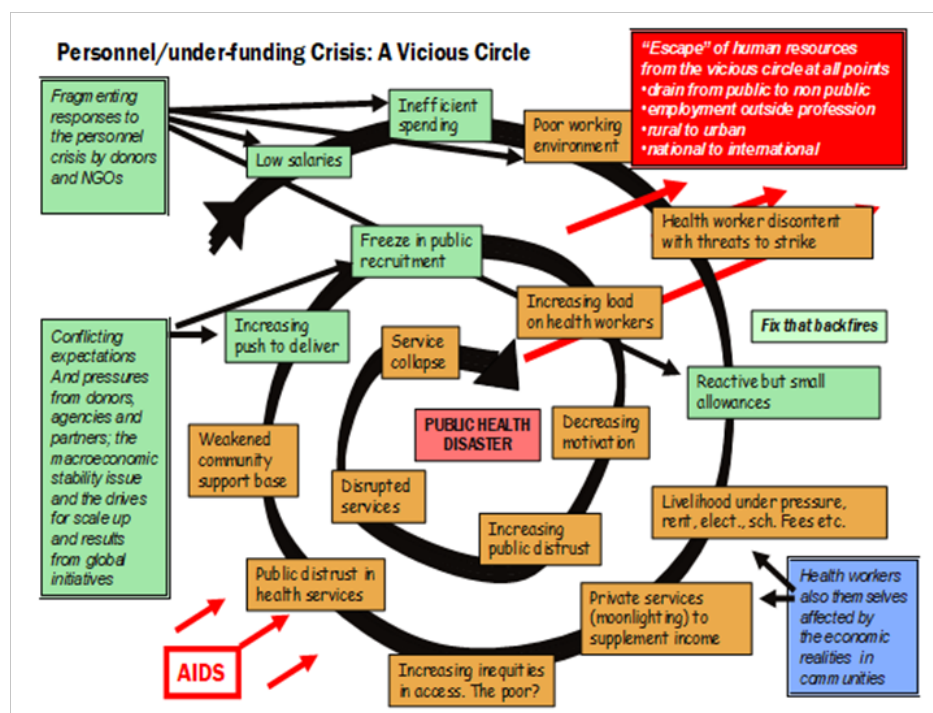 Personnel/under-funding Crisis: A Vicious Circle
"Escape" of human resources
from the vicious circle at all points
•drain from public to non public
•employment outside profession
•rural to urban
•national to international
Fragmenting
responses to
the personnel
crisis by donors
and NGOs
Inefficient
spending
Poor working
environment
Low salaries
Health worker discontent
with threats to strike
Freeze in public
recruitment
Increasing load
on health workers
Fix that backfires
Conflicting
expectations
And pressures
from donors,
agencies and
partners; the
macroeconomic
stability issue
and the drives
for scale up
and results
from global
initiatives
Increasing
push to deliver
Service
collapse
Reactive but small
allowances
PUBLIC HEALTH
DISASTER
Decreasing
motivation
Weakened
community
support base
Disrupted
services
Livelihood under pressure,
rent, elect., sch. Fees etc.
Increasing
public distrust
Public distrust in
health services
Private services
(moonlighting) to
supplement income
Health workers
also them selves
affected by
the economic
realities in
communities
AIDS
Increasing inequities
in access. The poor?